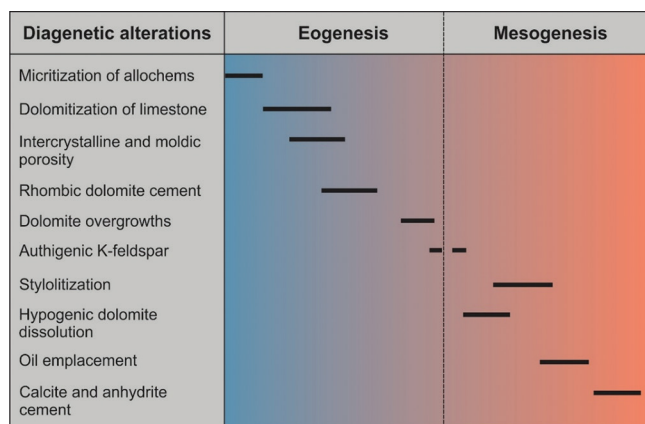 Diagenetic alterations
Eogenesis
Mesogenesis
Micritization of allochems
Dolomitization of limestone
Intercrystalline and moldic
porosity
Rhombic dolomite cement
Dolomite overgrowths
Authigenic K-feldspar
Stylolitization
Hypogenic dolomite
dissolution
Oil emplacement
Calcite and anhydrite
cement